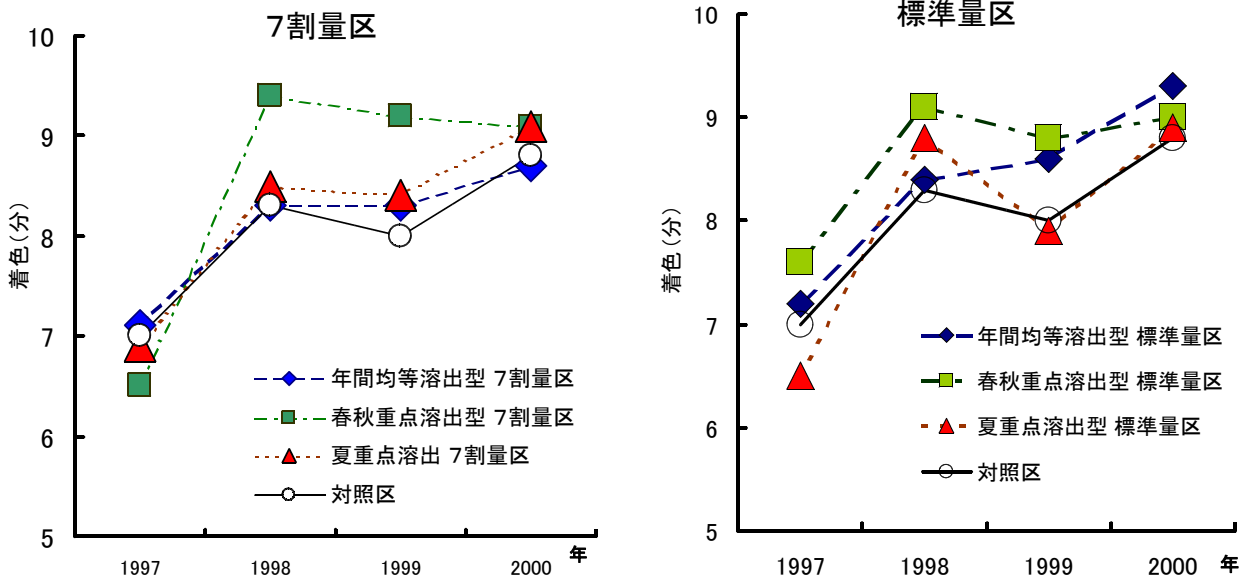 7割量区
10
9
8
7
6
5
着色(分)
年間均等溶出型 7割量区
春秋重点溶出型 7割量区
夏重点溶出 7割量区
対照区
1997 1998 1999 2000 年
標準量区
10
9
8
7
6
5
着色(分)
年間均等溶出型 標準量区
春秋重点溶出型 標準量区
夏重点溶出型 標準量区
対照区
1997 1998 1999 2000 年